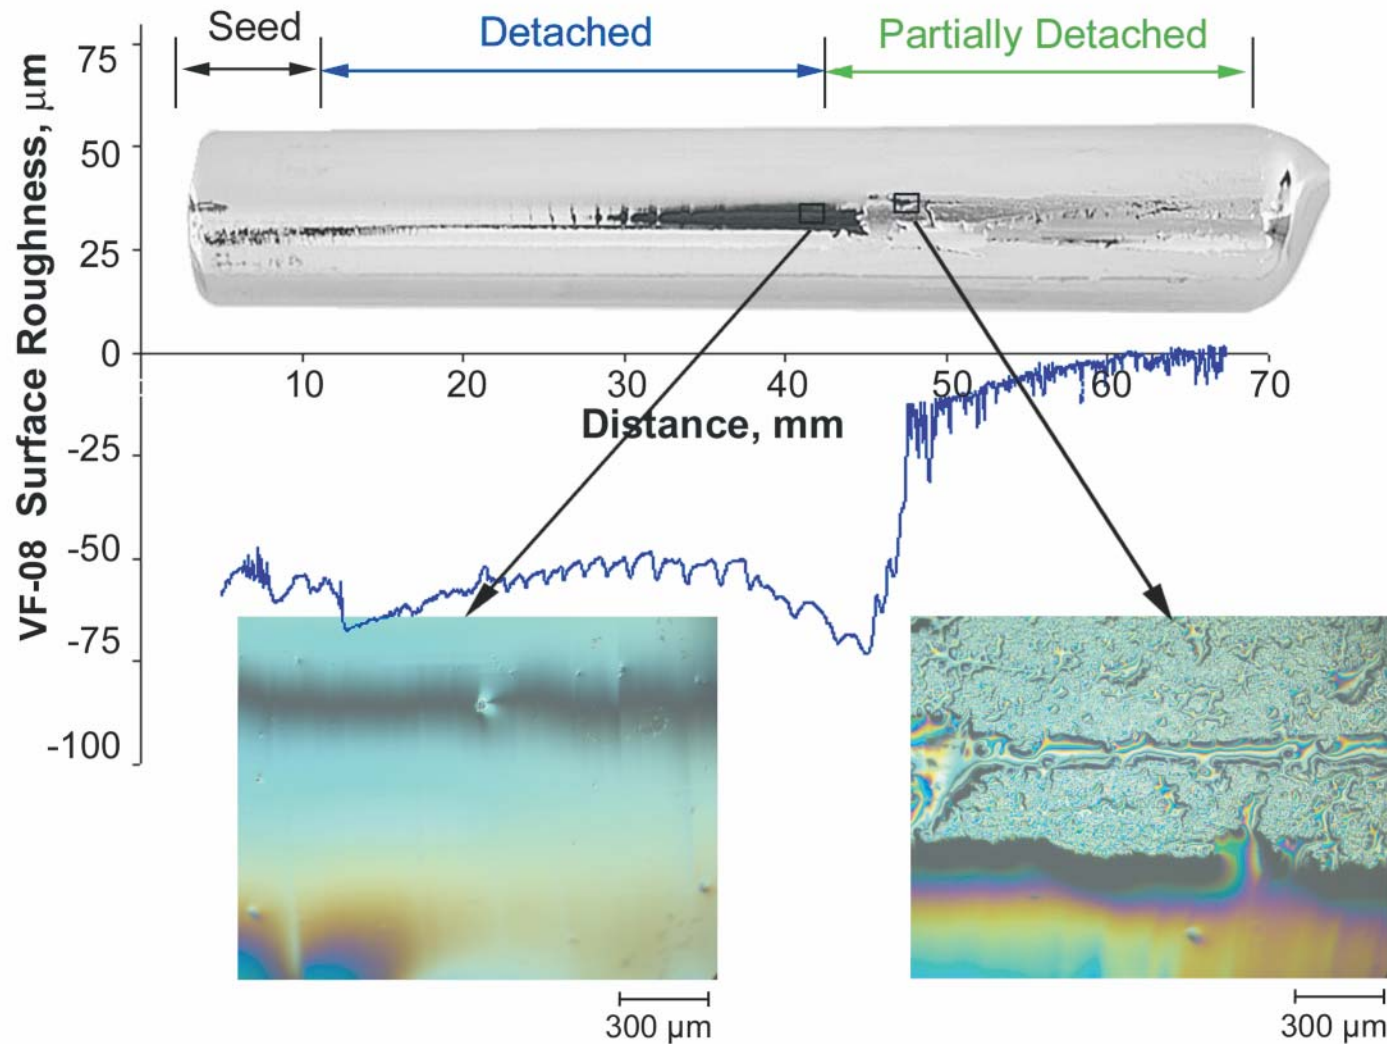 Seed
Detached
Partially Detached
VF-08 Surface Roughness, μm
75
50
25
0
-25
-50
-75
-100
10
20
30
40
50
60
70
Distance, mm
300 μm
300 μm